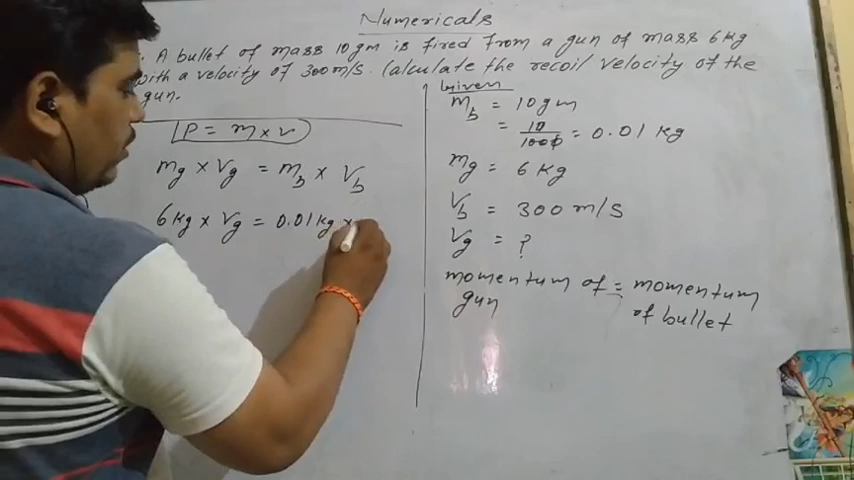 Numericals
. A bullet of mass 10gm is fired from a gun of mass 6kg
with a velocity of 300m/s. Calculate the recoil velocity of the
gun.
P = m×v
mg × Vg = mb × Vb
6kg × Vg = 0.01kg ×
Given
mb = 10gm
= 10/1000 = 0.01 kg
mg = 6 kg
Vb = 300 m/s
Vg = ?
momentum of = momentum
gun of bullet